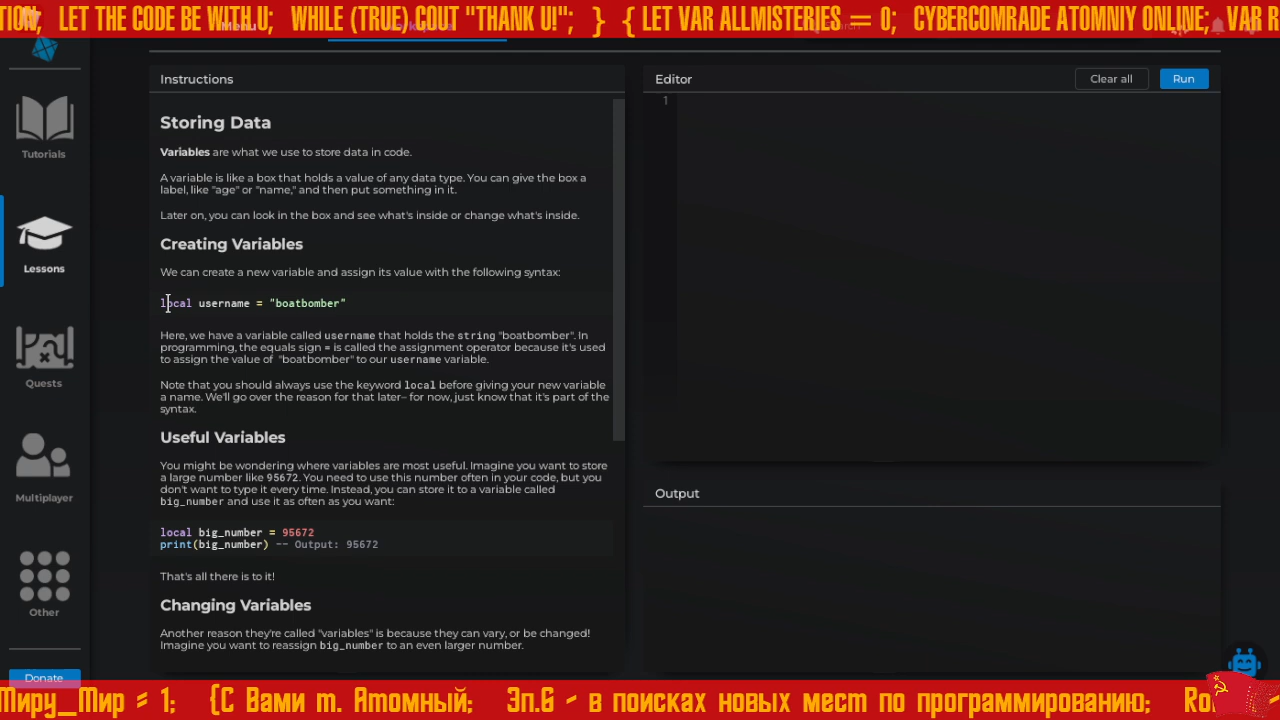 TION;   LET THE CODE BE WITH U;   WHILE (TRUE) COUT "THANK U!";   }   { LET VAR ALLMISTERIES == 0;   CYBERCOMRADE ATOMNIY ONLINE;   VAR R
Tutorials
Lessons
Quests
Multiplayer
Other
Donate
Instructions
Storing Data
Variables are what we use to store data in code.
A variable is like a box that holds a value of any data type. You can give the box a
label, like "age" or "name," and then put something in it.
Later on, you can look in the box and see what's inside or change what's inside.
Creating Variables
We can create a new variable and assign its value with the following syntax:
local username = "boatbomber"
Here, we have a variable called username that holds the string "boatbomber". In
programming, the equals sign = is called the assignment operator because it's used
to assign the value of  "boatbomber" to our username variable.
Note that you should always use the keyword local before giving your new variable
a name. We'll go over the reason for that later– for now, just know that it's part of the
syntax.
Useful Variables
You might be wondering where variables are most useful. Imagine you want to store
a large number like 95672. You need to use this number often in your code, but you
don't want to type it every time. Instead, you can store it to a variable called
big_number and use it as often as you want:
local big_number = 95672
print(big_number) -- Output: 95672
That's all there is to it!
Changing Variables
Another reason they're called "variables" is because they can vary, or be changed!
Imagine you want to reassign big_number to an even larger number.
Editor
Clear all
Run
1
Output
Миру_Мир = 1;   {С Вами т. Атомный;   Эп.6 - в поисках новых мест по программированию;